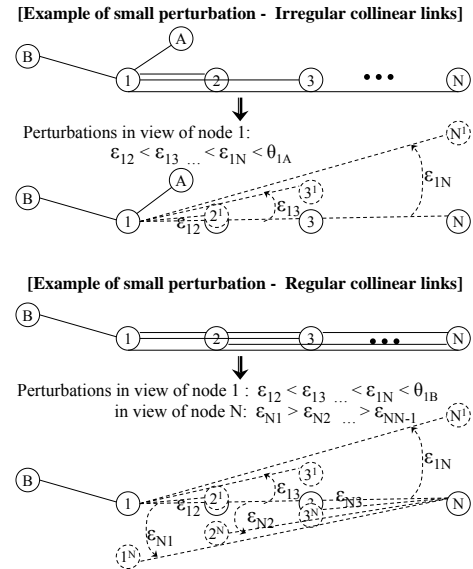 [Example of small perturbation - Irregular collinear links]
A
B
1 2 3 ••• N
Perturbations in view of node 1:
ε12 < ε13 ... < ε1N < θ1A
N¹
A
B
3¹
2¹
ε1N
ε13
1 ε12 3 N
[Example of small perturbation - Regular collinear links]
B
1 2 3 ••• N
Perturbations in view of node 1 : ε12 < ε13 ... < ε1N < θ1B
in view of node N: εN1 > εN2 ... > εNN-1
N¹
B
3¹
2¹
ε1N
ε13
1 ε12 3 εN3 N
εN1 2ᴺ εN2 3ᴺ
1ᴺ